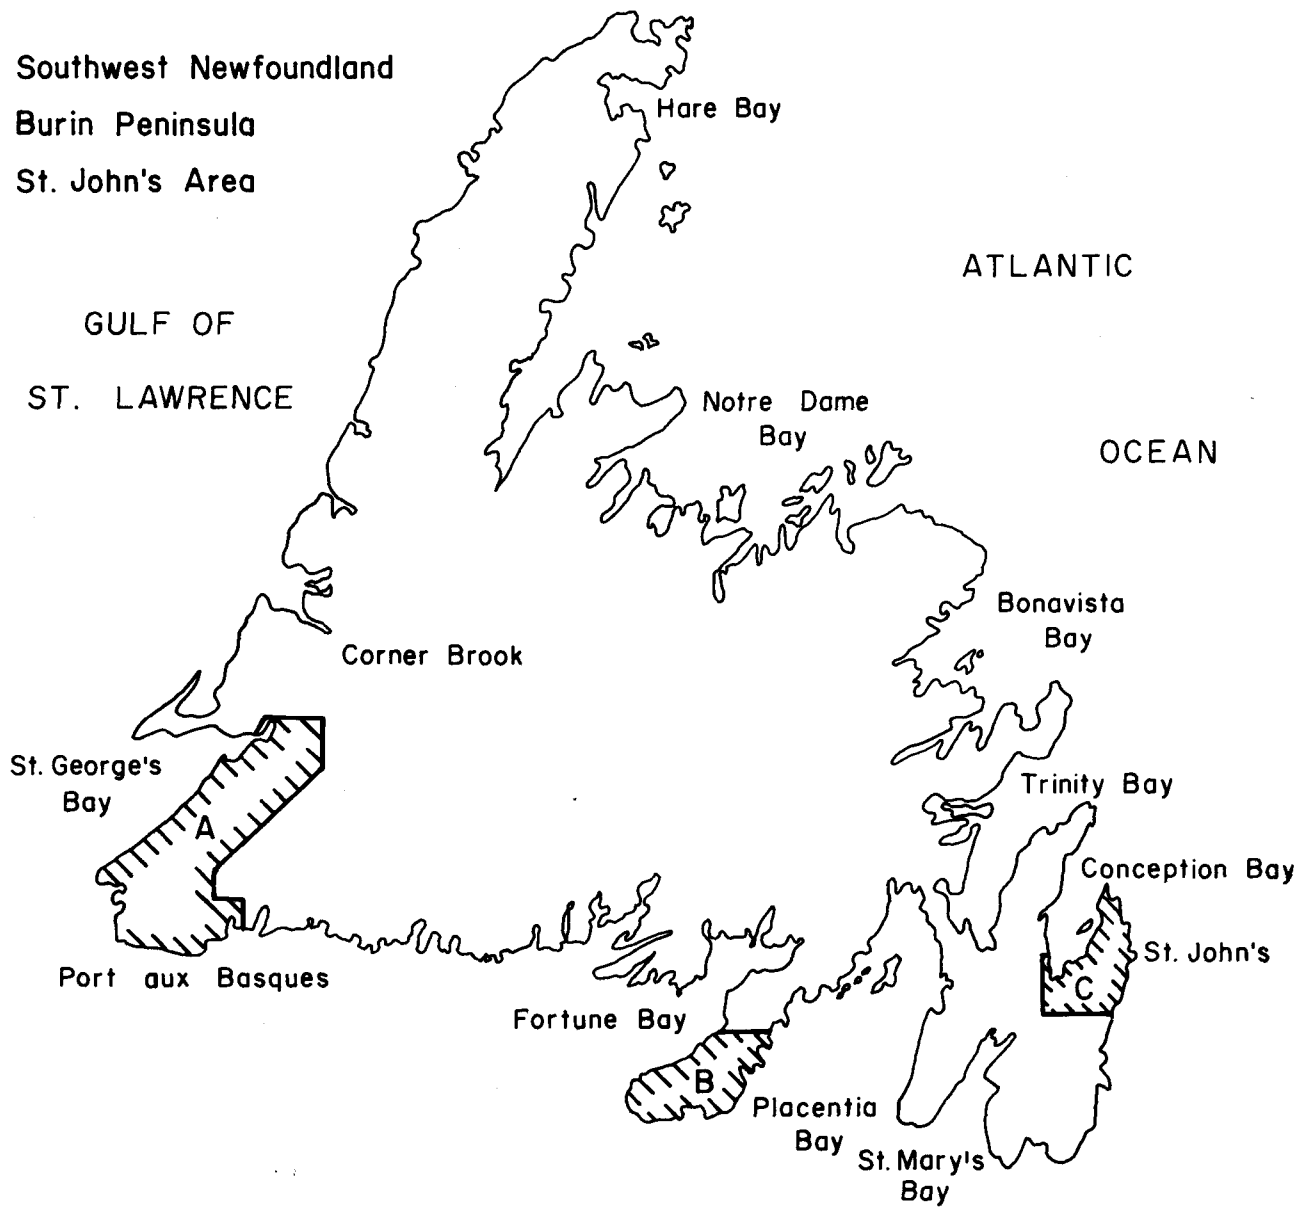 Southwest Newfoundland
Burin Peninsula
St. John's Area
Hare Bay
ATLANTIC
GULF OF
ST. LAWRENCE
Notre Dame
Bay
OCEAN
Bonavista
Bay
Corner Brook
St. George's
Bay
Trinity Bay
A
Conception Bay
St. John's
Port aux Basques
C
Fortune Bay
B
Placentia
Bay
St. Mary's
Bay